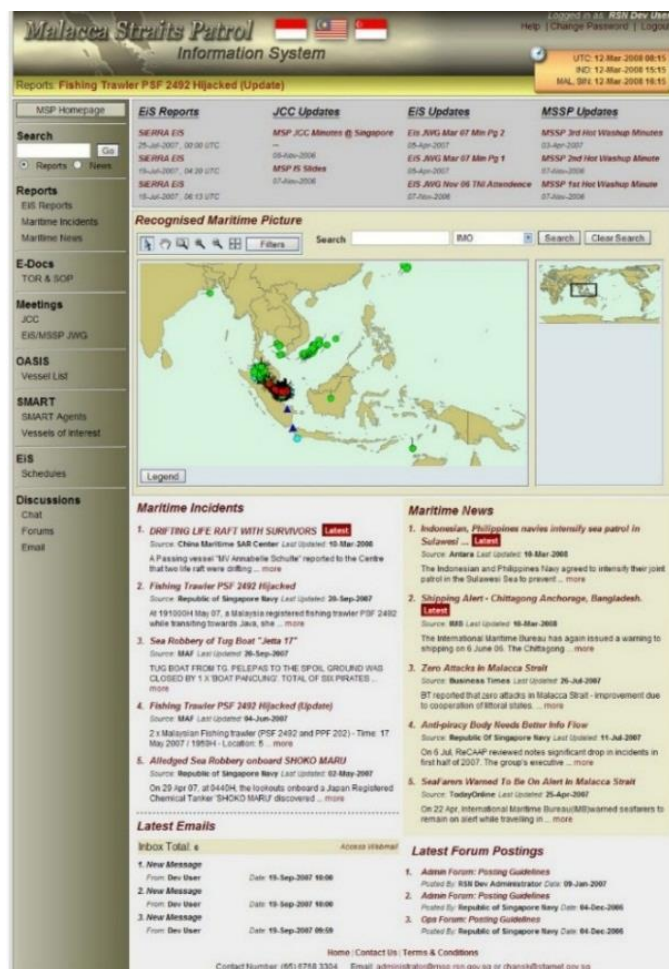 Logged in as: RSN Dev User
Malacca Straits Patrol
Help | Change Password | Logout
Information System
UTC: 12-Mar-2008 08:15
IND: 12-Mar-2008 15:15
MAL, SIN: 12-Mar-2008 16:15
Reports: Fishing Trawler PSF 2492 Hijacked (Update)
MSP Homepage
Search
Go
Reports News
Reports
EiS Reports
Maritime Incidents
Maritime News
E-Docs
TOR & SOP
Meetings
JCC
EiS/MSSP JWG
OASIS
Vessel List
SMART
SMART Agents
Vessels of Interest
EiS
Schedules
Discussions
Chat
Forums
Email
EiS Reports
SIERRA EIS
25-Jul-2007, 00:00 UTC
SIERRA EIS
19-Jul-2007, 04:20 UTC
SIERRA EIS
18-Jul-2007, 06:13 UTC
JCC Updates
MSP JCC Minutes @ Singapore
...
MSP IS Slides
07-Nov-2006
EiS Updates
Eis JWG Mar 07 Min Pg 2
05-Apr-2007
EiS JWG Mar 07 Min Pg 1
05-Apr-2007
EiS JWG Nov 06 TNI Attendence
07-Nov-2006
MSSP Updates
MSSP 3rd Hot Washup Minutes
03-Apr-2007
MSSP 2nd Hot Washup Minute
07-Nov-2006
MSSP 1st Hot Washup Minute
07-Nov-2006
Recognised Maritime Picture
Filters
Search
IMO
Search
Clear Search
Legend
Maritime Incidents
1. DRIFTING LIFE RAFT WITH SURVIVORS Latest
Source: China Maritime SAR Center Last Updated: 10-Mar-2008
A Passing vessel "MV Annabelle Schulte" reported to the Centre
that two life raft were drifting ... more
2. Fishing Trawler PSF 2492 Hijacked
Source: Republic of Singapore Navy Last Updated: 20-Sep-2007
At 191000H May 07, a Malaysia registered fishing trawler PSF 2492
while transiting towards Java, she ... more
3. Sea Robbery of Tug Boat "Jetta 17"
Source: MAF Last Updated: 20-Sep-2007
TUG BOAT FROM TG. PELEPAS TO THE SPOIL GROUND WAS
CLOSED BY 1 X 'BOAT PANCUNG'. TOTAL OF SIX PIRATES ...
more
4. Fishing Trawler PSF 2492 Hijacked (Update)
Source: MAF Last Updated: 04-Jun-2007
2 x Malaysian Fishing trawler (PSF 2492 and PPF 202) - Time: 17
May 2007 / 1950H - Location: 5 ... more
5. Alledged Sea Robbery onboard SHOKO MARU
Source: Republic of Singapore Navy Last Updated: 02-May-2007
On 29 Apr 07, at 0440H, the lookouts onboard a Japan Registered
Chemical Tanker 'SHOKO MARU' discovered ... more
Maritime News
1. Indonesian, Philippines navies intensify sea patrol in
Sulawesi ... Latest
Source: Antara Last Updated: 10-Mar-2008
The Indonesian and Philippines Navy agreed to intensify their joint
patrol in the Sulawesi Sea to prevent ... more
2. Shipping Alert - Chittagong Anchorage, Bangladesh.
Latest
Source: IMB Last Updated: 10-Mar-2008
The International Maritime Bureau has again issued a warning to
shipping on 6 June 06. The Chittagong ... more
3. Zero Attacks In Malacca Strait
Source: Business Times Last Updated: 26-Jul-2007
BT reported that zero attacks in Malacca Strait - improvement due
to cooperation of littoral states. ... more
4. Anti-piracy Body Needs Better Info Flow
Source: Republic Of Singapore Navy Last Updated: 11-Jul-2007
On 6 Jul, ReCAAP reviewed notes significant drop in incidents in
first half of 2007. The group's executive ... more
5. SeaFarers Warned To Be On Alert In Malacca Strait
Source: TodayOnline Last Updated: 25-Apr-2007
On 22 Apr, International Maritime Bureau(IMB)warned seafarers to
remain on alert while travelling in ... more
Latest Emails
Inbox Total: 6
Access Webmail
1. New Message
From: Dev User Date: 19-Sep-2007 10:00
2. New Message
From: Dev User Date: 19-Sep-2007 10:00
3. New Message
From: Dev User Date: 19-Sep-2007 09:59
Latest Forum Postings
1. Admin Forum: Posting Guidelines
Posted By: RSN Dev Administrator Date: 09-Jan-2007
2. Admin Forum: Posting Guidelines
Posted By: Republic of Singapore Navy Date: 04-Dec-2006
3. Ops Forum: Posting Guidelines
Posted By: Republic of Singapore Navy Date: 04-Dec-2006
Home | Contact Us | Terms & Conditions
Contact Number: (65) 6768 3304 Email: